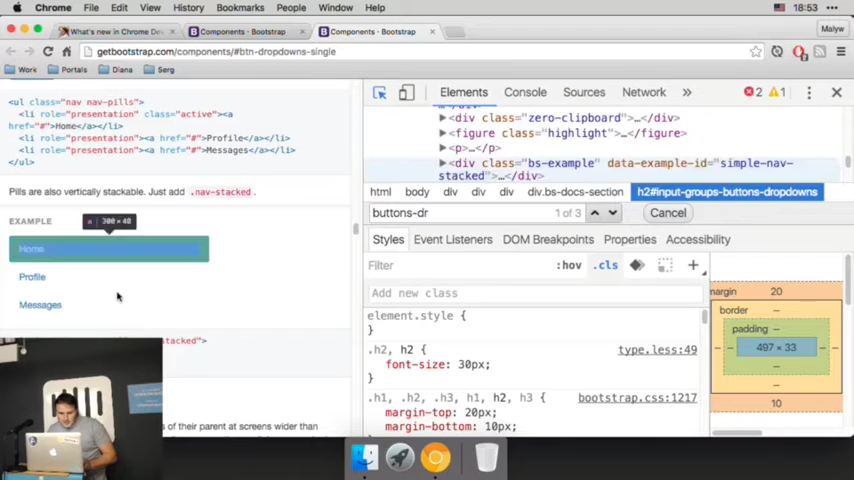 Chrome File Edit View History Bookmarks People Window Help 18:53
What's new in Chrome Dev × Components · Bootstrap × Components · Bootstrap × Malyw
getbootstrap.com/components/#btn-dropdowns-single
Work Portals Diana Serg
<ul class="nav nav-pills">
<li role="presentation" class="active"><a
href="#">Home</a></li>
<li role="presentation"><a href="#">Profile</a></li>
<li role="presentation"><a href="#">Messages</a></li>
</ul>
Pills are also vertically stackable. Just add .nav-stacked.
EXAMPLE
300×40
Home
Profile
Messages
stacked">
of their parent at screens wider than
Elements Console Sources Network » 2 1
<div class="zero-clipboard">…</div>
<figure class="highlight">…</figure>
<p>…</p>
<div class="bs-example" data-example-id="simple-nav-
stacked">…</div>
html body div div div.bs-docs-section h2#input-groups-buttons-dropdowns
buttons-dr 1 of 3 Cancel
Styles Event Listeners DOM Breakpoints Properties Accessibility
Filter :hov .cls +
Add new class
element.style {
}
.h2, h2 { type.less:49
font-size: 30px;
}
.h1, .h2, .h3, h1, h2, h3 { bootstrap.css:1217
margin-top: 20px;
margin-bottom: 10px;
margin 20
border –
padding –
– – 497 × 33 – –
–
–
10